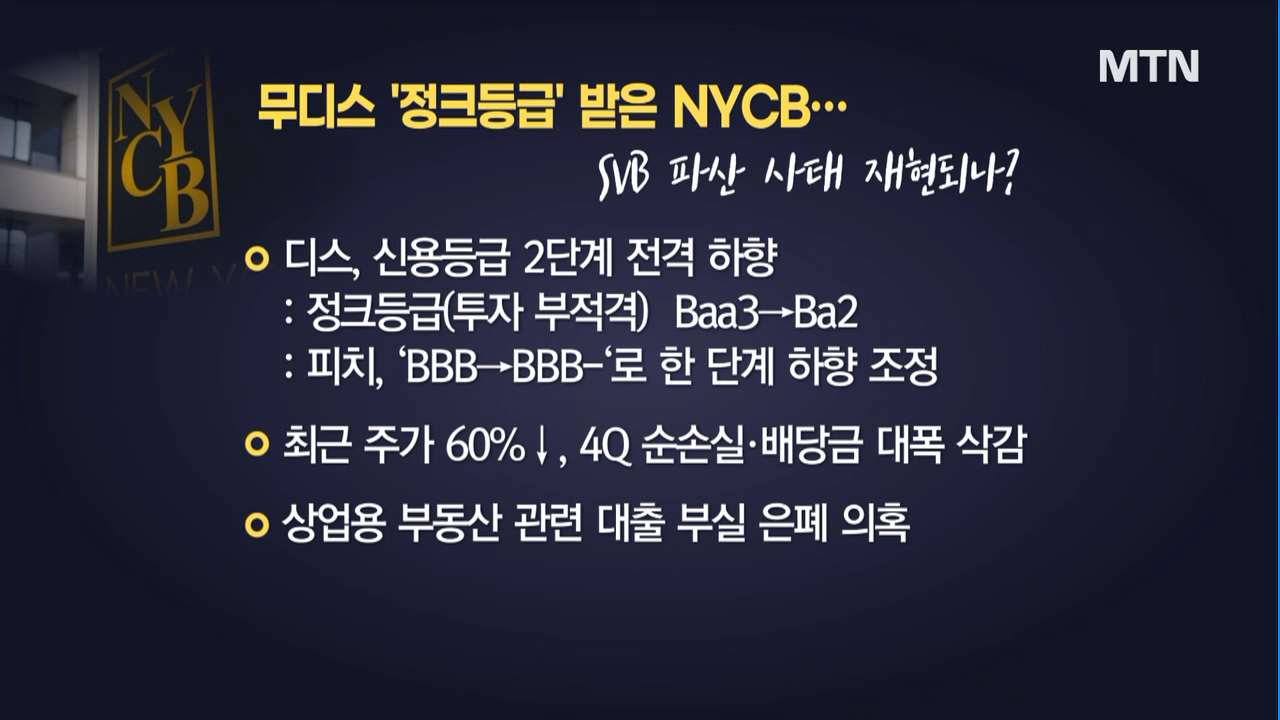 MTN
NYCB
NEW Y
무디스 '정크등급' 받은 NYCB…
SVB 파산 사태 재현되나?
디스, 신용등급 2단계 전격 하향
: 정크등급(투자 부적격) Baa3→Ba2
: 피치, ‘BBB→BBB-‘로 한 단계 하향 조정
최근 주가 60%↓, 4Q 순손실·배당금 대폭 삭감
상업용 부동산 관련 대출 부실 은폐 의혹